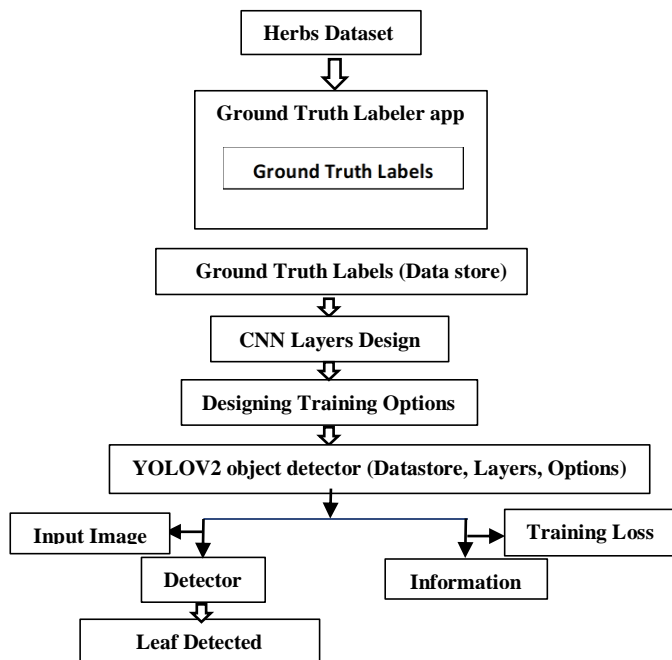 Herbs Dataset
Ground Truth Labeler app
Ground Truth Labels
Ground Truth Labels (Data store)
CNN Layers Design
Designing Training Options
YOLOV2 object detector (Datastore, Layers, Options)
Input Image
Training Loss
Detector
Information
Leaf Detected